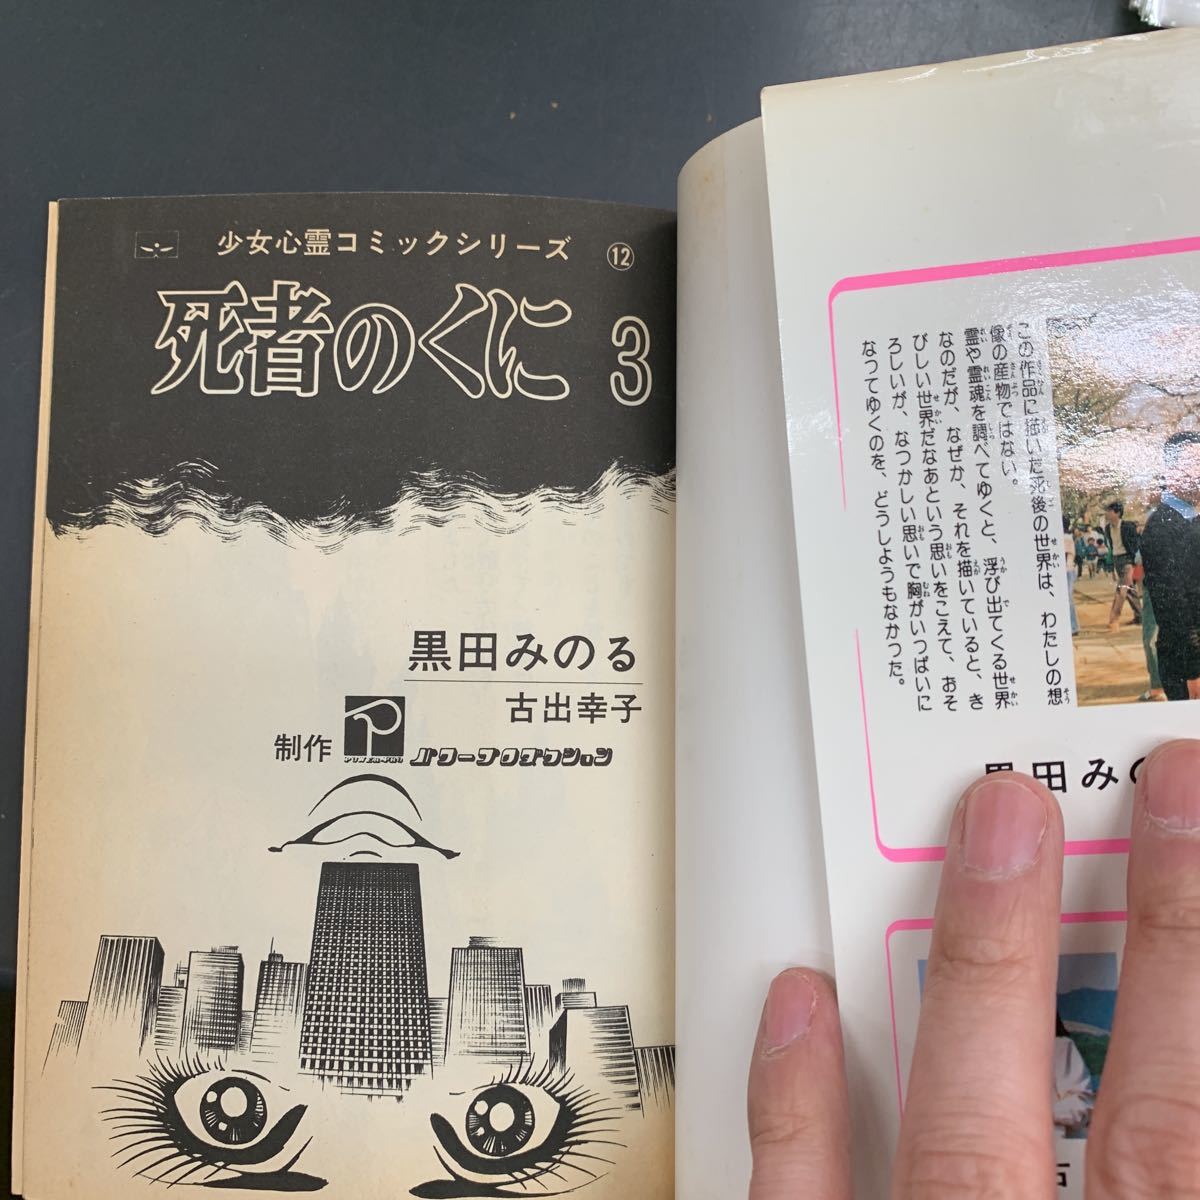 少女心霊コミックシリーズ ⑫
死者のくに 3
黒田みのる
古出幸子
制作 POWER-PRO パワープロダクション
この作品に描いた死後の世界は、わたしの想
像の産物ではない。
霊や霊魂を調べてゆくと、浮び出てくる世界
なのだが、なぜか、それを描いていると、き
びしい世界だなあという思いをこえて、おそ
ろしいが、なつかしい思いで胸がいっぱいに
なってゆくのを、どうしようもなかった。
黒田みの